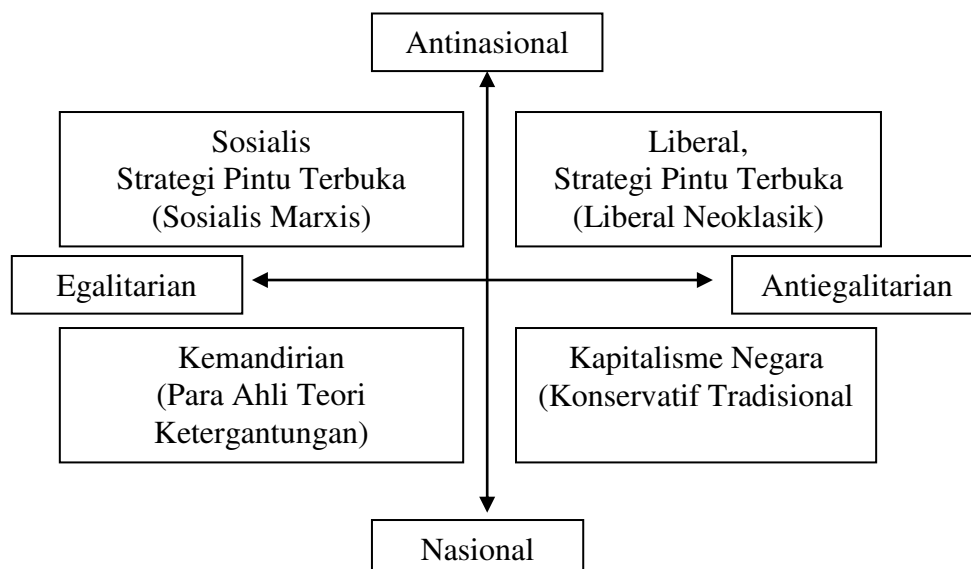 Antinasional
Sosialis
Strategi Pintu Terbuka
(Sosialis Marxis)
Liberal,
Strategi Pintu Terbuka
(Liberal Neoklasik)
Egalitarian
Antiegalitarian
Kemandirian
(Para Ahli Teori
Ketergantungan)
Kapitalisme Negara
(Konservatif Tradisional
Nasional